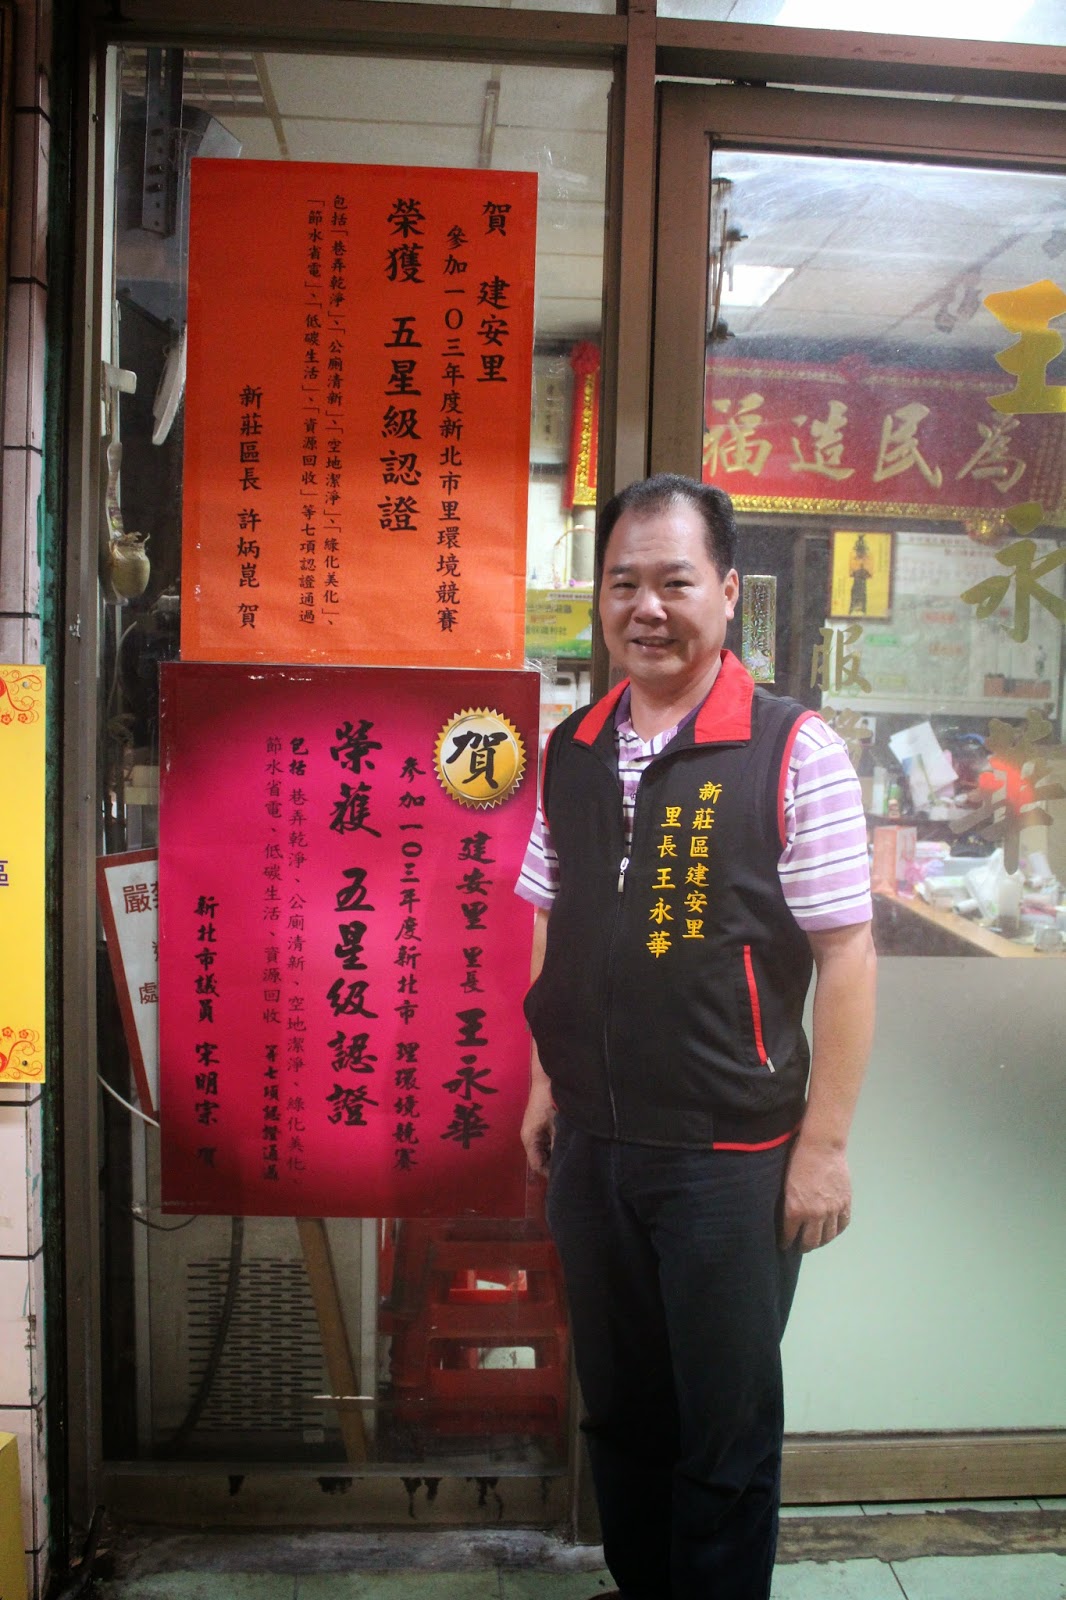 賀 建安里
參加一０三年度新北市里環境競賽
榮獲 五星級認證
包括「巷弄乾淨」、「公廁清新」、「空地潔淨」、「綠化美化」、
「節水省電」、「低碳生活」、「資源回收」等七項認證通過
新莊區長 許炳崑 賀
賀
建安里 里長 王永華
參加一０三年度新北市 理環境競賽
榮獲 五星級認證
包括 巷弄乾淨、公廁清新、空地潔淨、綠化美化、
節水省電、低碳生活、資源回收 等七項認證通過
新北市議員 宋明宗 賀
新莊區建安里
里長王永華
為民造福
王永華
服
嚴
處
區